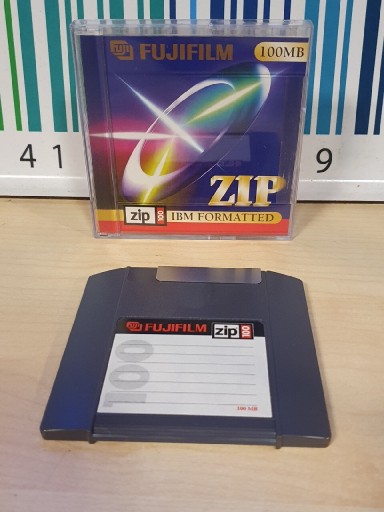 FUJIFILM
100MB
41
9
ZIP
zip 100
IBM FORMATTED
FUJIFILM zip 100
100